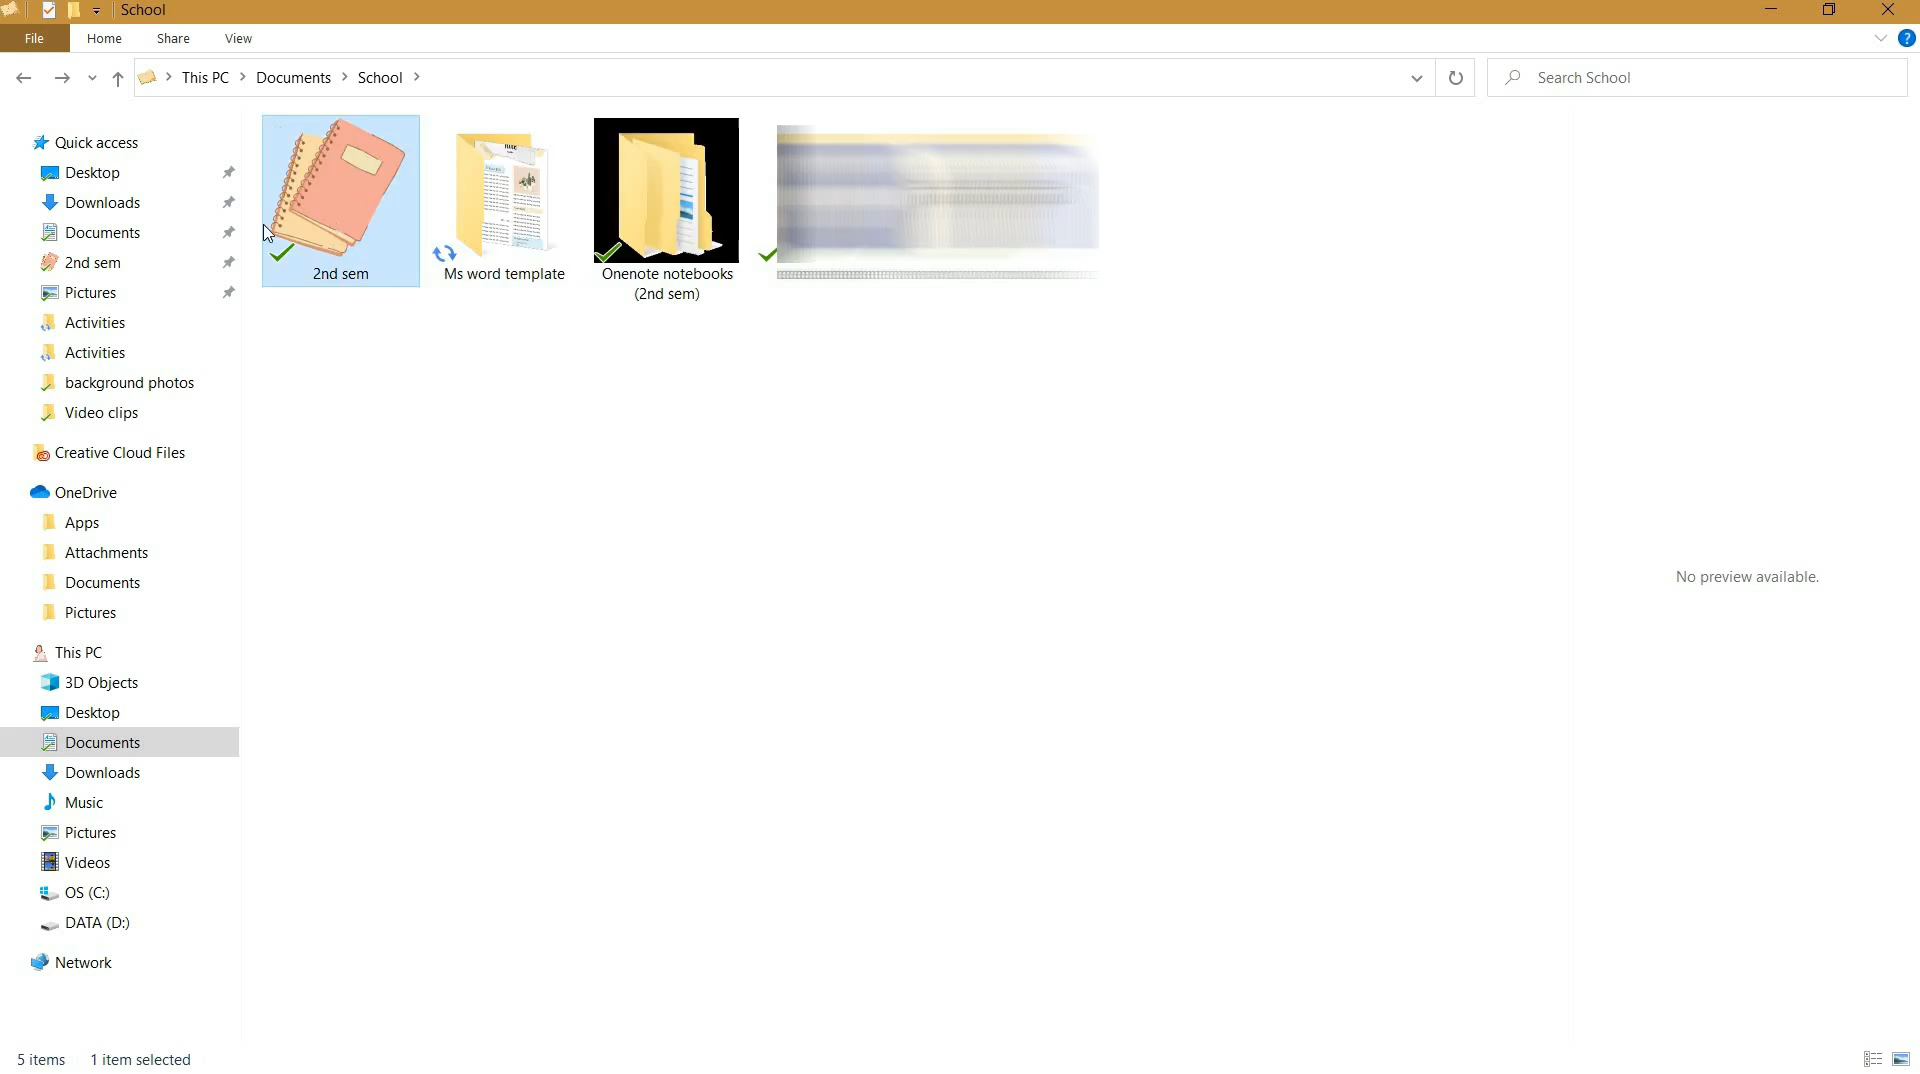 School
File
Home
Share
View
This PC
Documents
School
Search School
Quick access
Desktop
Downloads
Documents
2nd sem
Pictures
Activities
Activities
background photos
Video clips
Creative Cloud Files
OneDrive
Apps
Attachments
Documents
Pictures
This PC
3D Objects
Desktop
Documents
Downloads
Music
Pictures
Videos
OS (C:)
DATA (D:)
Network
2nd sem
Ms word template
Onenote notebooks
(2nd sem)
No preview available.
5 items
1 item selected